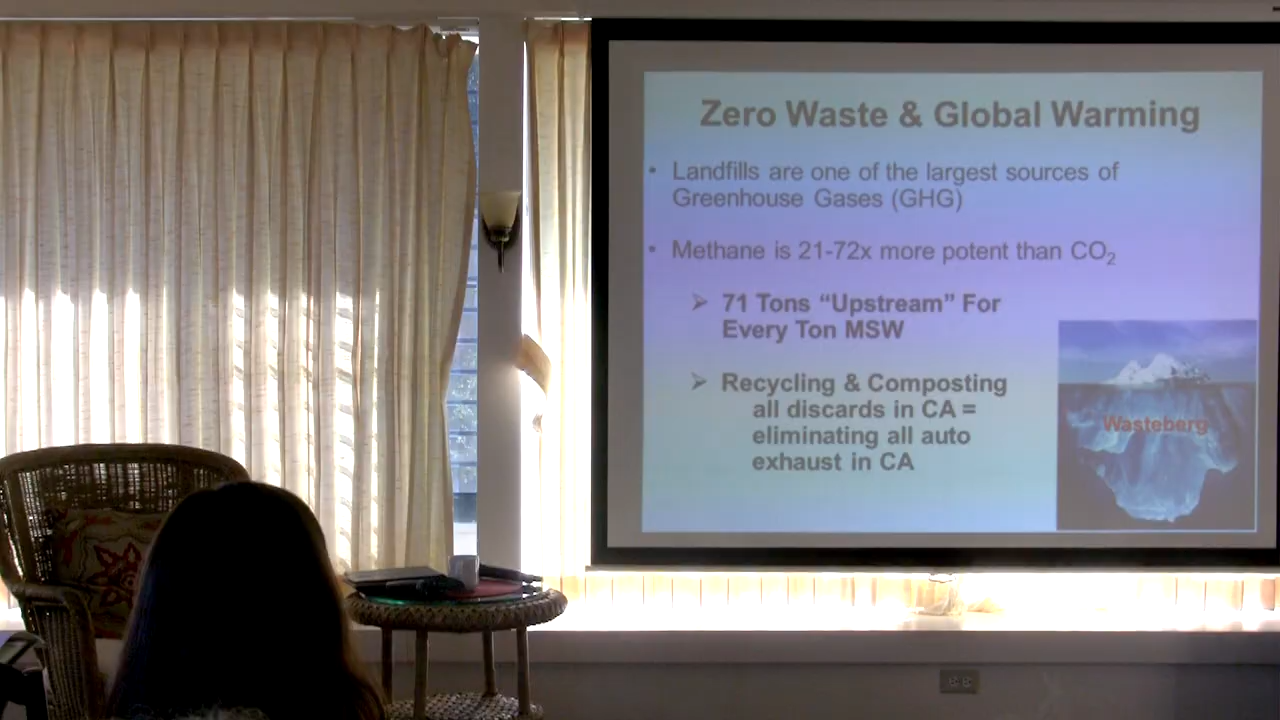 Zero Waste & Global Warming
• Landfills are one of the largest sources of
Greenhouse Gases (GHG)
• Methane is 21-72x more potent than CO₂
➢ 71 Tons “Upstream” For
Every Ton MSW
➢ Recycling & Composting
all discards in CA =
eliminating all auto
exhaust in CA
Wasteberg